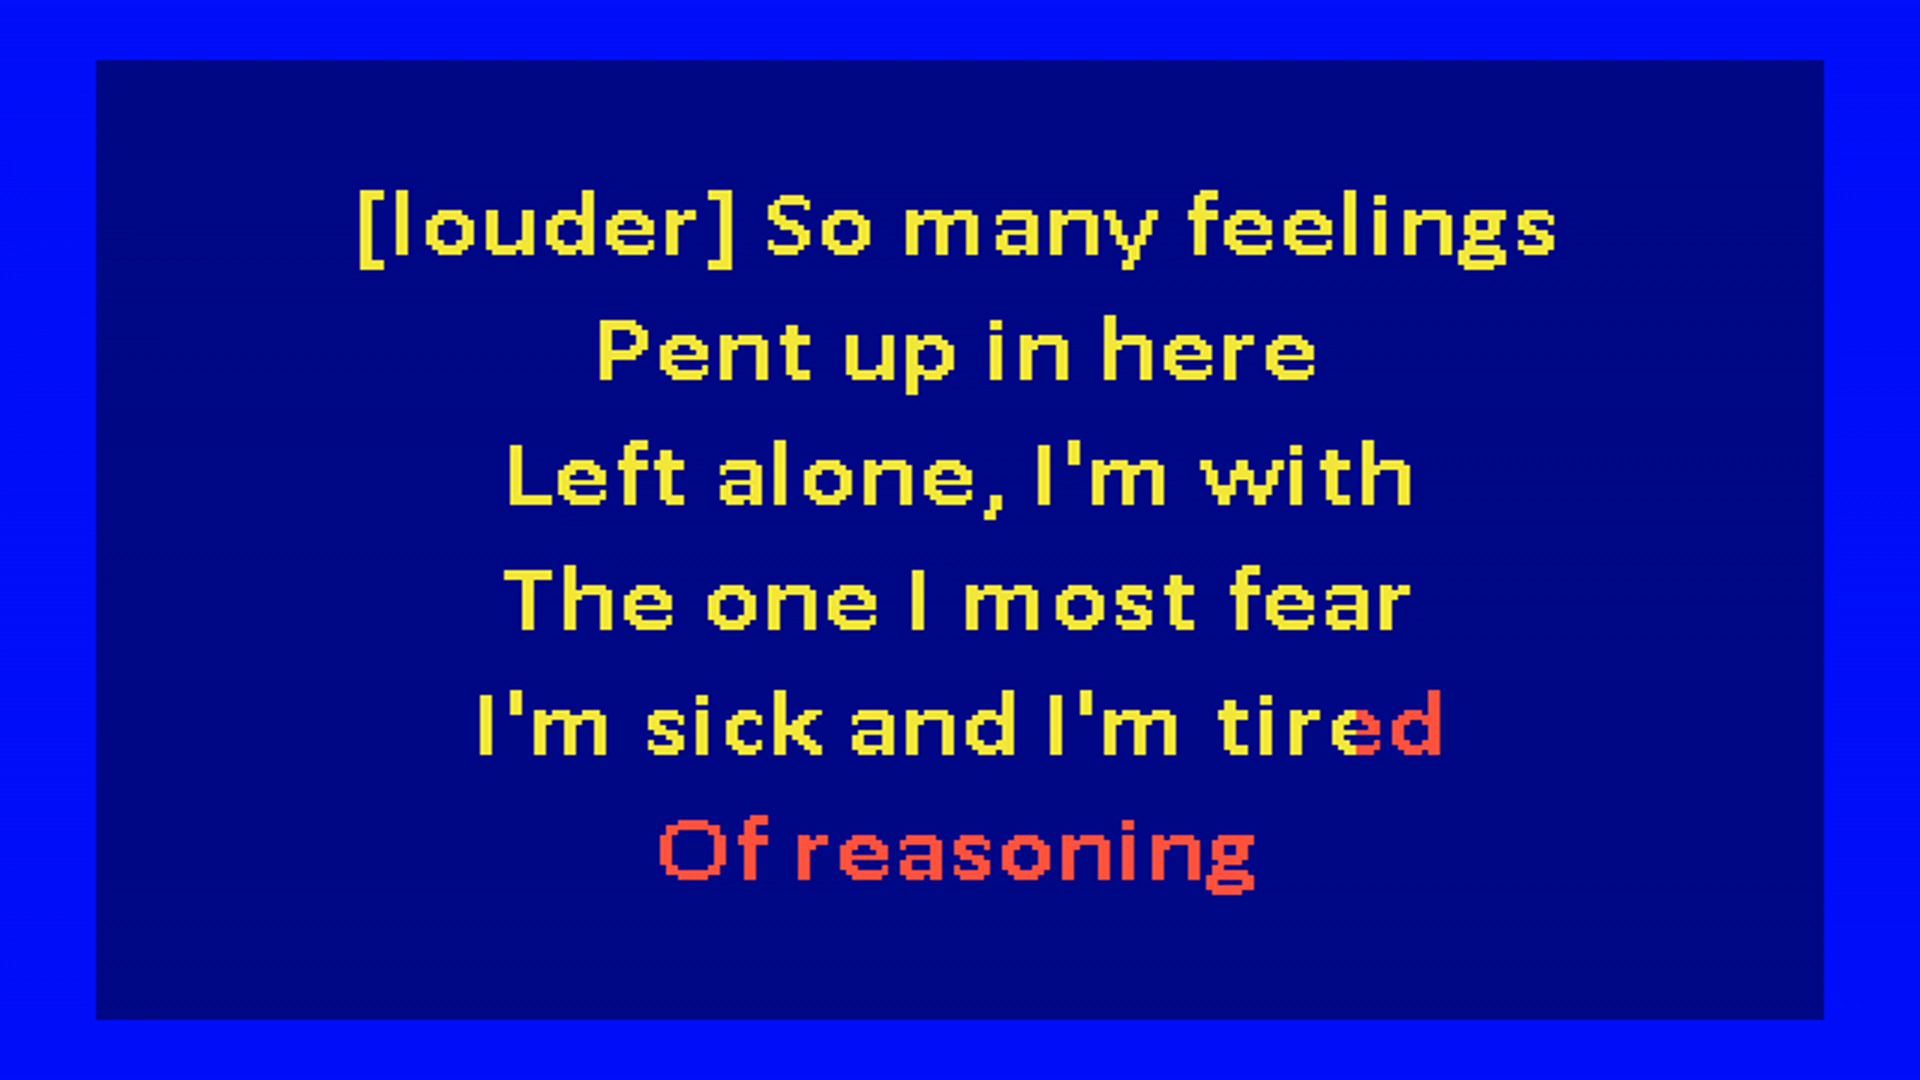 [louder] So many feelings
Pent up in here
Left alone, I'm with
The one I most fear
I'm sick and I'm tired
Of reasoning